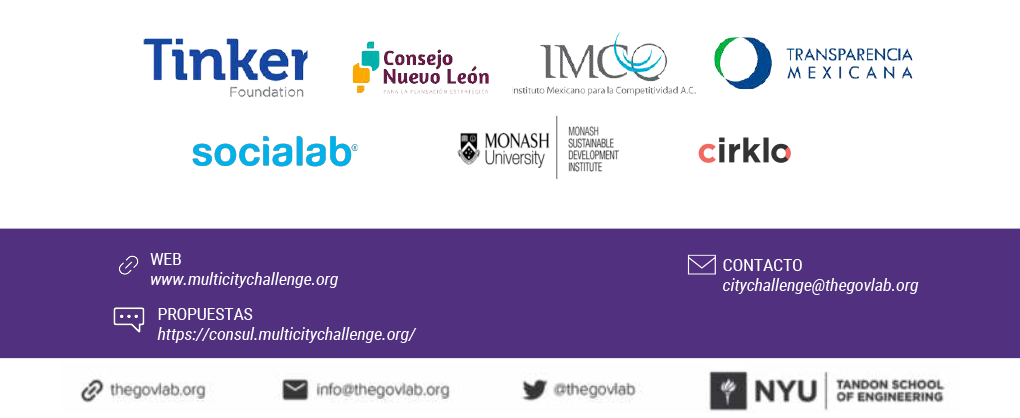 Tinker
Foundation
Consejo
Nuevo León
PARA LA PLANEACIÓN ESTRATÉGICA
IMCO
Instituto Mexicano para la Competitividad A.C.
TRANSPARENCIA
MEXICANA
socialab®
MONASH
University
MONASH
SUSTAINABLE
DEVELOPMENT
INSTITUTE
cirklo
WEB
www.multicitychallenge.org
PROPUESTAS
https://consul.multicitychallenge.org/
CONTACTO
citychallenge@thegovlab.org
thegovlab.org
info@thegovlab.org
@thegovlab
NYU
TANDON SCHOOL
OF ENGINEERING